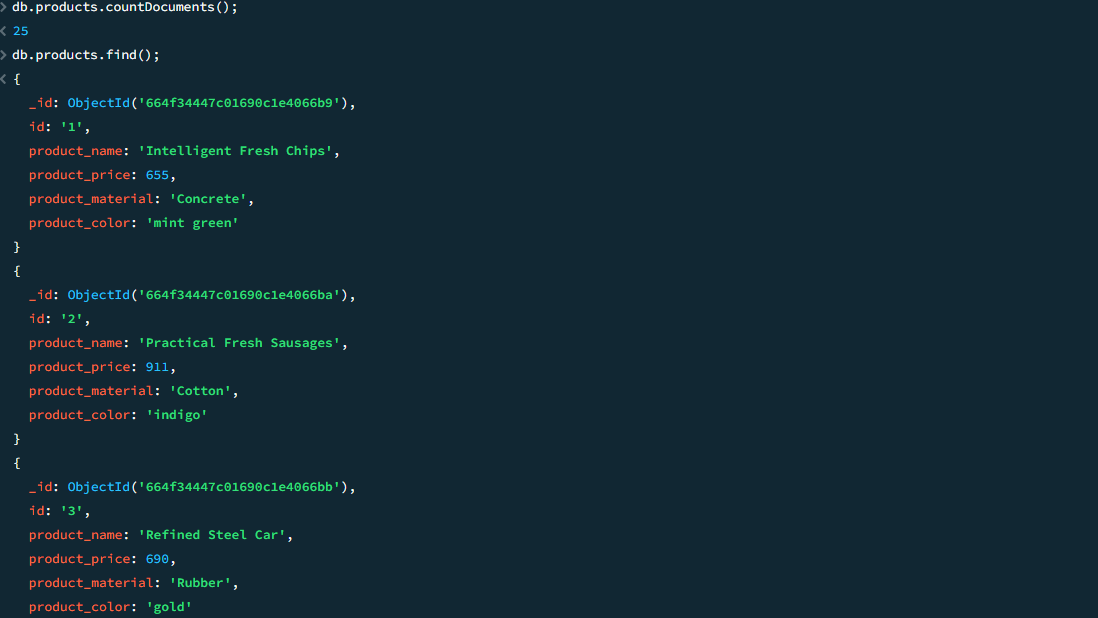 > db.products.countDocuments();
< 25
> db.products.find();
< {
_id: ObjectId('664f34447c01690c1e4066b9'),
id: '1',
product_name: 'Intelligent Fresh Chips',
product_price: 655,
product_material: 'Concrete',
product_color: 'mint green'
}
{
_id: ObjectId('664f34447c01690c1e4066ba'),
id: '2',
product_name: 'Practical Fresh Sausages',
product_price: 911,
product_material: 'Cotton',
product_color: 'indigo'
}
{
_id: ObjectId('664f34447c01690c1e4066bb'),
id: '3',
product_name: 'Refined Steel Car',
product_price: 690,
product_material: 'Rubber',
product_color: 'gold'